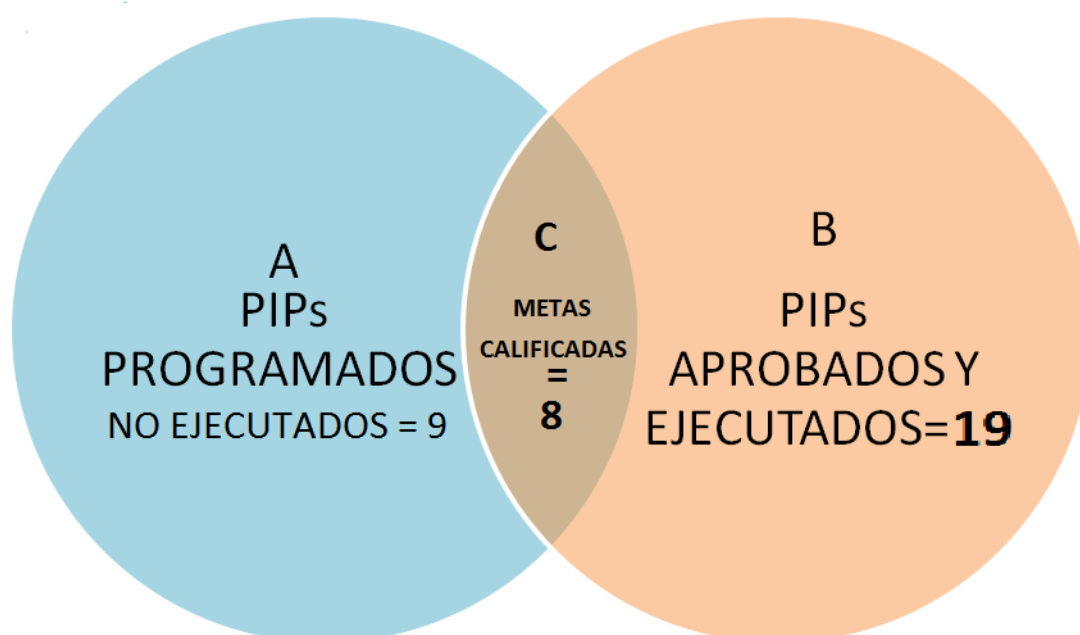 A
PIPs
PROGRAMADOS
NO EJECUTADOS = 9
C
METAS
CALIFICADAS
=
8
B
PIPs
APROBADOS Y
EJECUTADOS=19